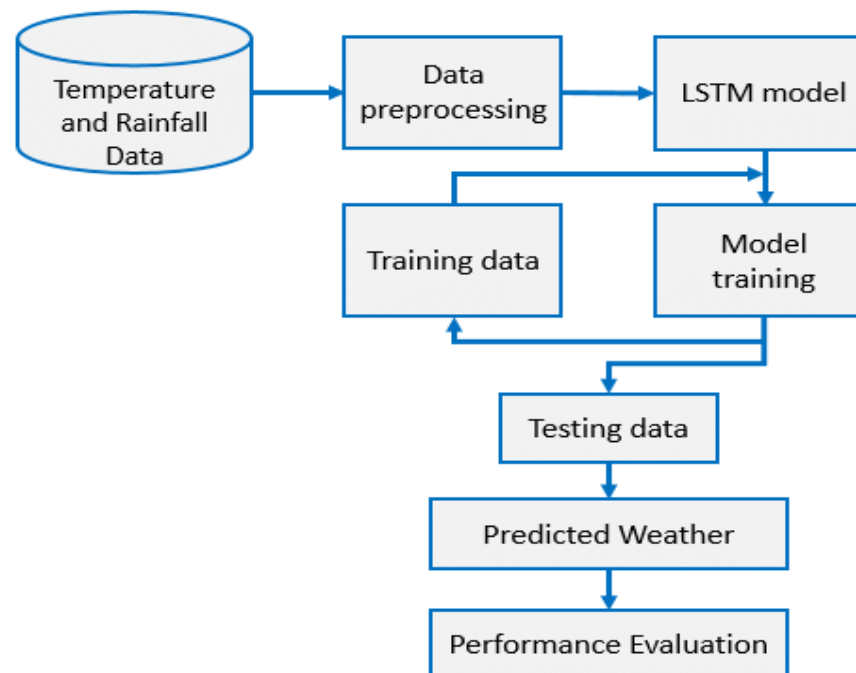 Temperature
and Rainfall
Data
Data
preprocessing
LSTM model
Training data
Model
training
Testing data
Predicted Weather
Performance Evaluation